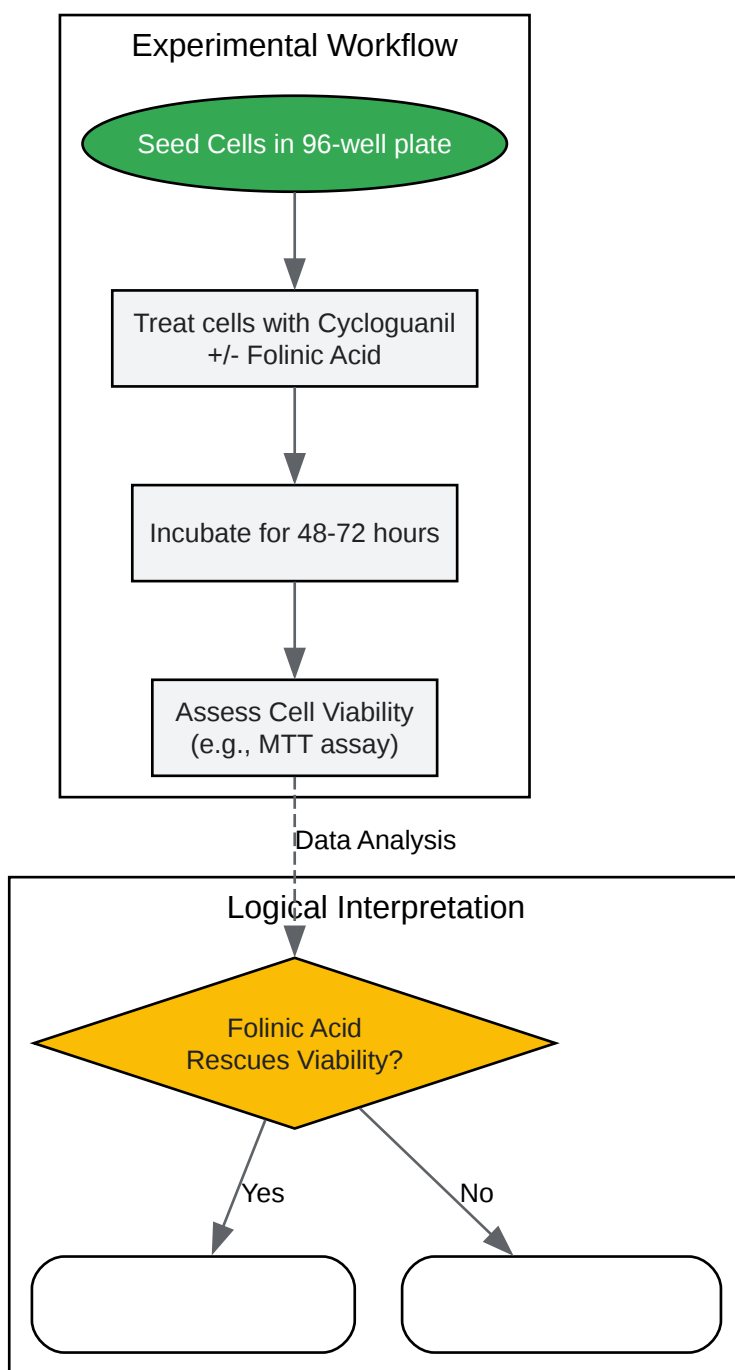 Experimental Workflow
Seed Cells in 96-well plate
Treat cells with Cycloguanil
+/- Folinic Acid
Incubate for 48-72 hours
Assess Cell Viability
(e.g., MTT assay)
Data Analysis
Logical Interpretation
Folinic Acid
Rescues Viability?
Yes
No